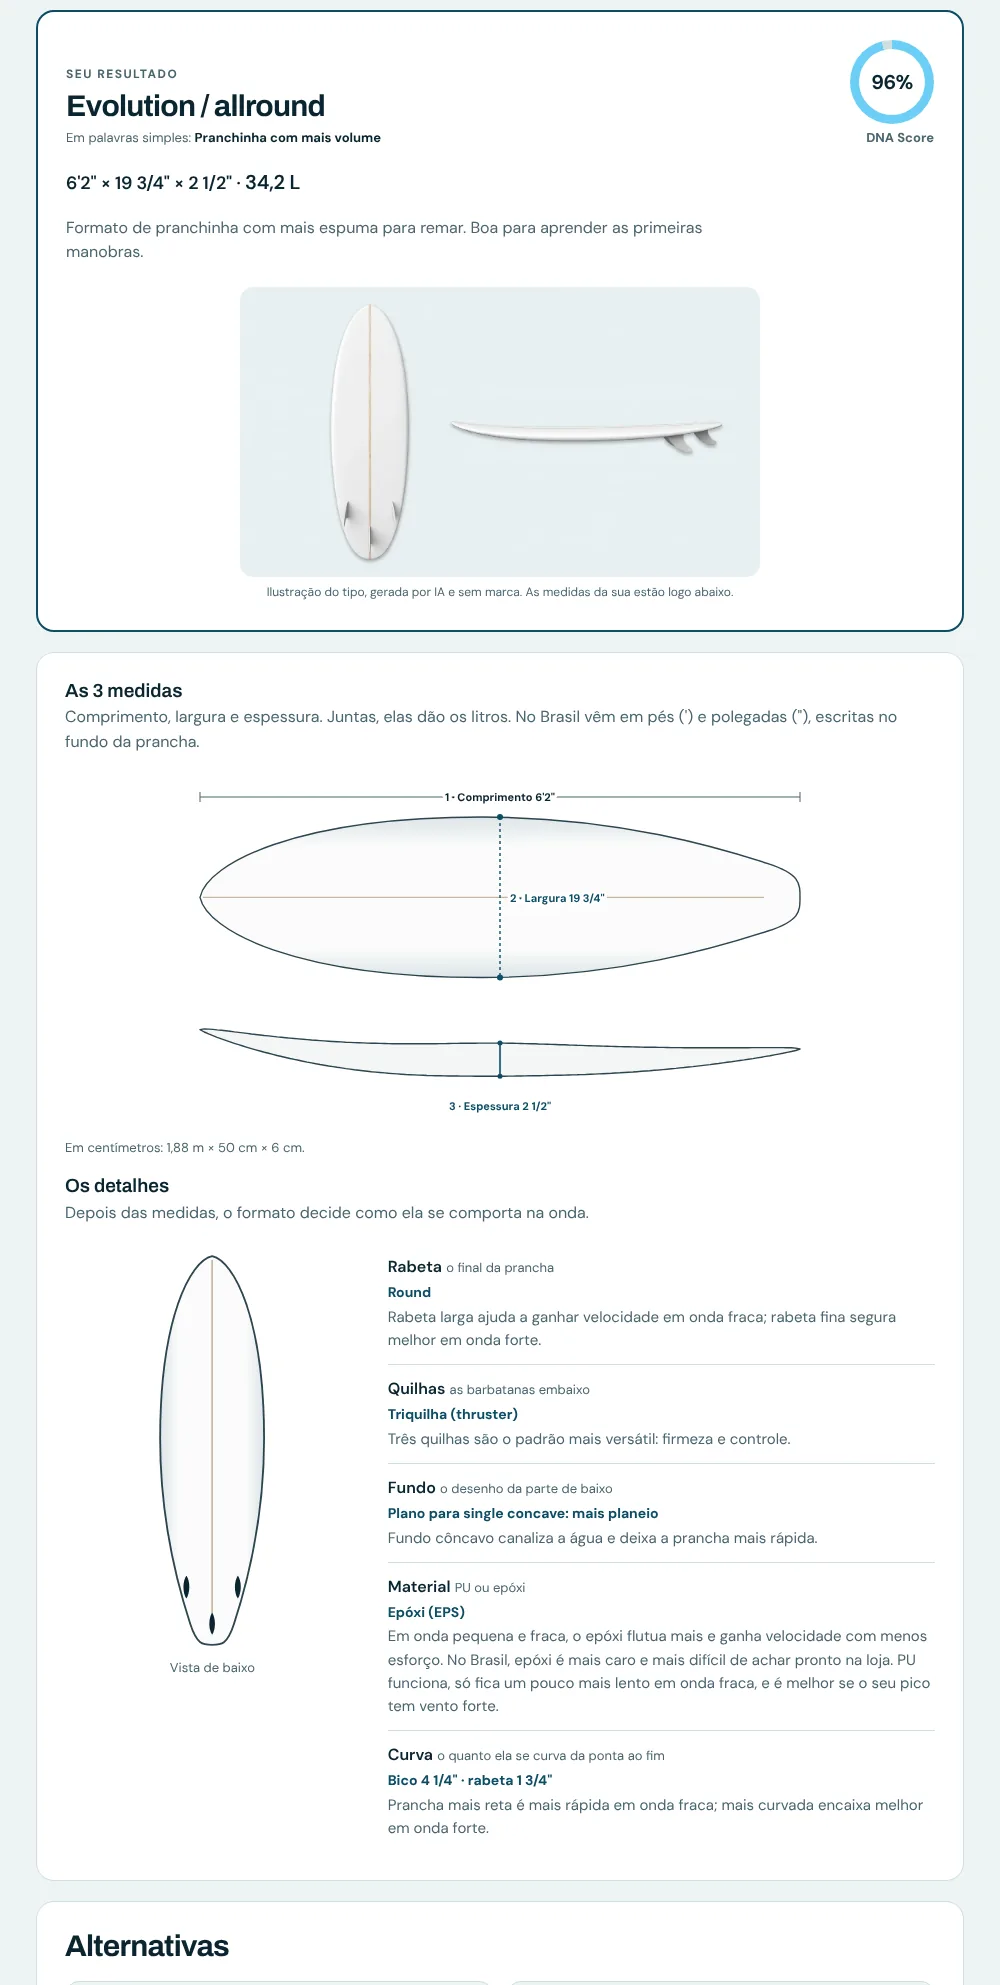 SEU RESULTADO
Evolution / allround
Em palavras simples: Pranchinha com mais volume
96%
DNA Score
6'2" × 19 3/4" × 2 1/2" · 34,2 L
Formato de pranchinha com mais espuma para remar. Boa para aprender as primeiras
manobras.
Ilustração do tipo, gerada por IA e sem marca. As medidas da sua estão logo abaixo.
As 3 medidas
Comprimento, largura e espessura. Juntas, elas dão os litros. No Brasil vêm em pés (') e polegadas ("), escritas no
fundo da prancha.
1 · Comprimento 6'2"
2 · Largura 19 3/4"
3 · Espessura 2 1/2"
Em centímetros: 1,88 m × 50 cm × 6 cm.
Os detalhes
Depois das medidas, o formato decide como ela se comporta na onda.
Vista de baixo
Rabeta o final da prancha
Round
Rabeta larga ajuda a ganhar velocidade em onda fraca; rabeta fina segura
melhor em onda forte.
Quilhas as barbatanas embaixo
Triquilha (thruster)
Três quilhas são o padrão mais versátil: firmeza e controle.
Fundo o desenho da parte de baixo
Plano para single concave: mais planeio
Fundo côncavo canaliza a água e deixa a prancha mais rápida.
Material PU ou epóxi
Epóxi (EPS)
Em onda pequena e fraca, o epóxi flutua mais e ganha velocidade com menos
esforço. No Brasil, epóxi é mais caro e mais difícil de achar pronto na loja. PU
funciona, só fica um pouco mais lento em onda fraca, e é melhor se o seu pico
tem vento forte.
Curva o quanto ela se curva da ponta ao fim
Bico 4 1/4" · rabeta 1 3/4"
Prancha mais reta é mais rápida em onda fraca; mais curvada encaixa melhor
em onda forte.
Alternativas